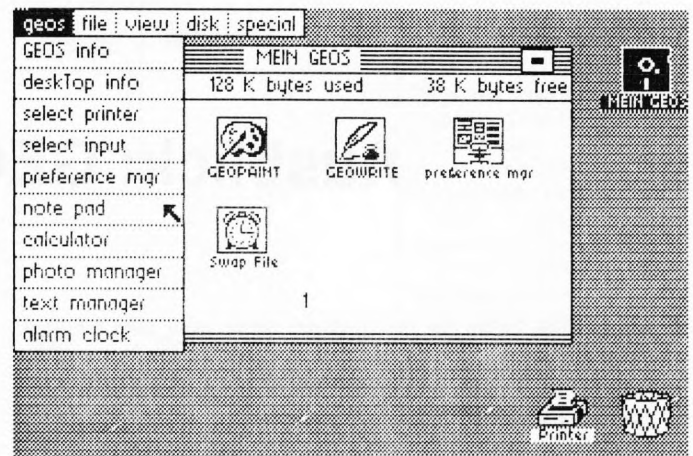 geos file view disk special
GEOS info
deskTop info
select printer
select input
preference mgr
note pad
calculator
photo manager
text manager
alarm clock
MEIN GEOS
128 K bytes used 38 K bytes free
GEOPAINT GEOWRITE preference mgr
Swap File
1
MEIN GEOS
Printer